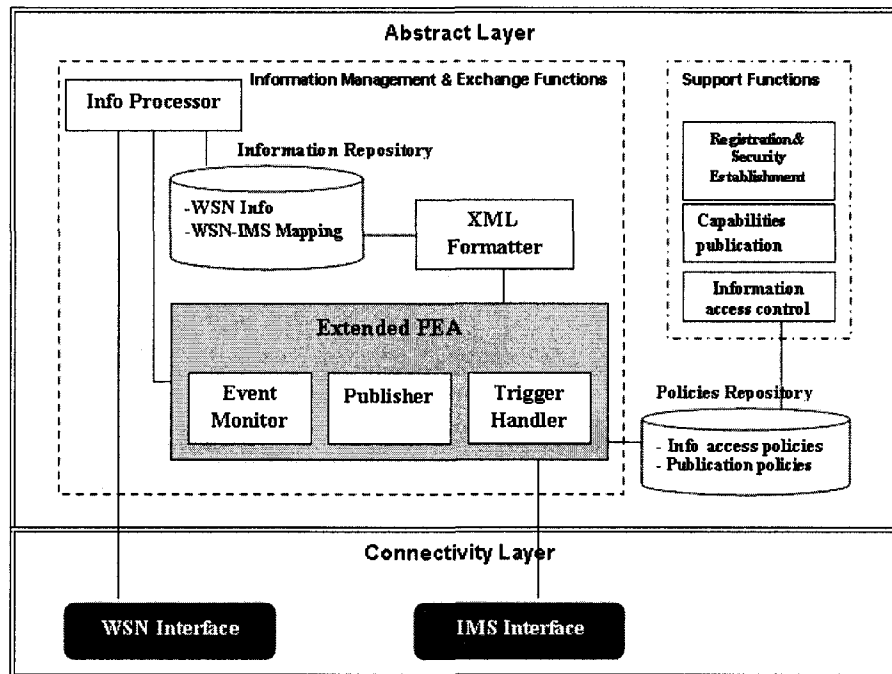 Abstract Layer
Information Management & Exchange Functions
Support Functions
Info Processor
Registration&
Security
Establishment
Information Repository
-WSN Info
-WSN-IMS Mapping
XML
Formatter
Capabilities
publication
Information
access control
Extended PEA
Event
Monitor
Publisher
Trigger
Handler
Policies Repository
- Info access policies
- Publication policies
Connectivity Layer
WSN Interface
IMS Interface